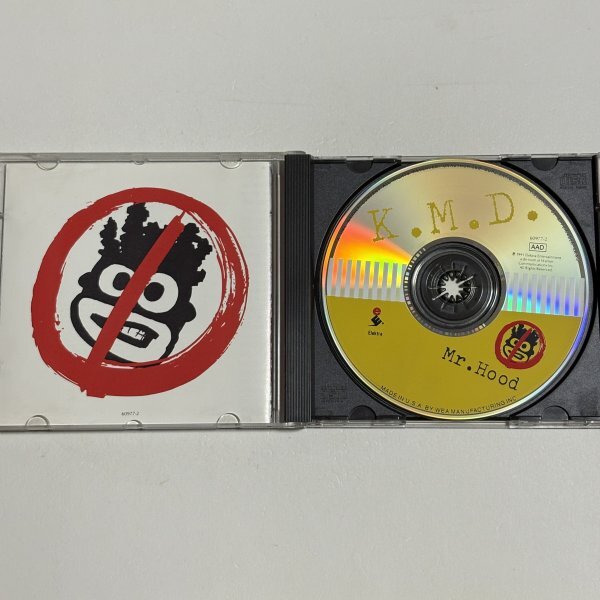 60977-2
K.M.D.
60977-2
AAD
Elektra
Mr.Hood
MADE IN U.S.A. BY WEA MANUFACTURING INC.